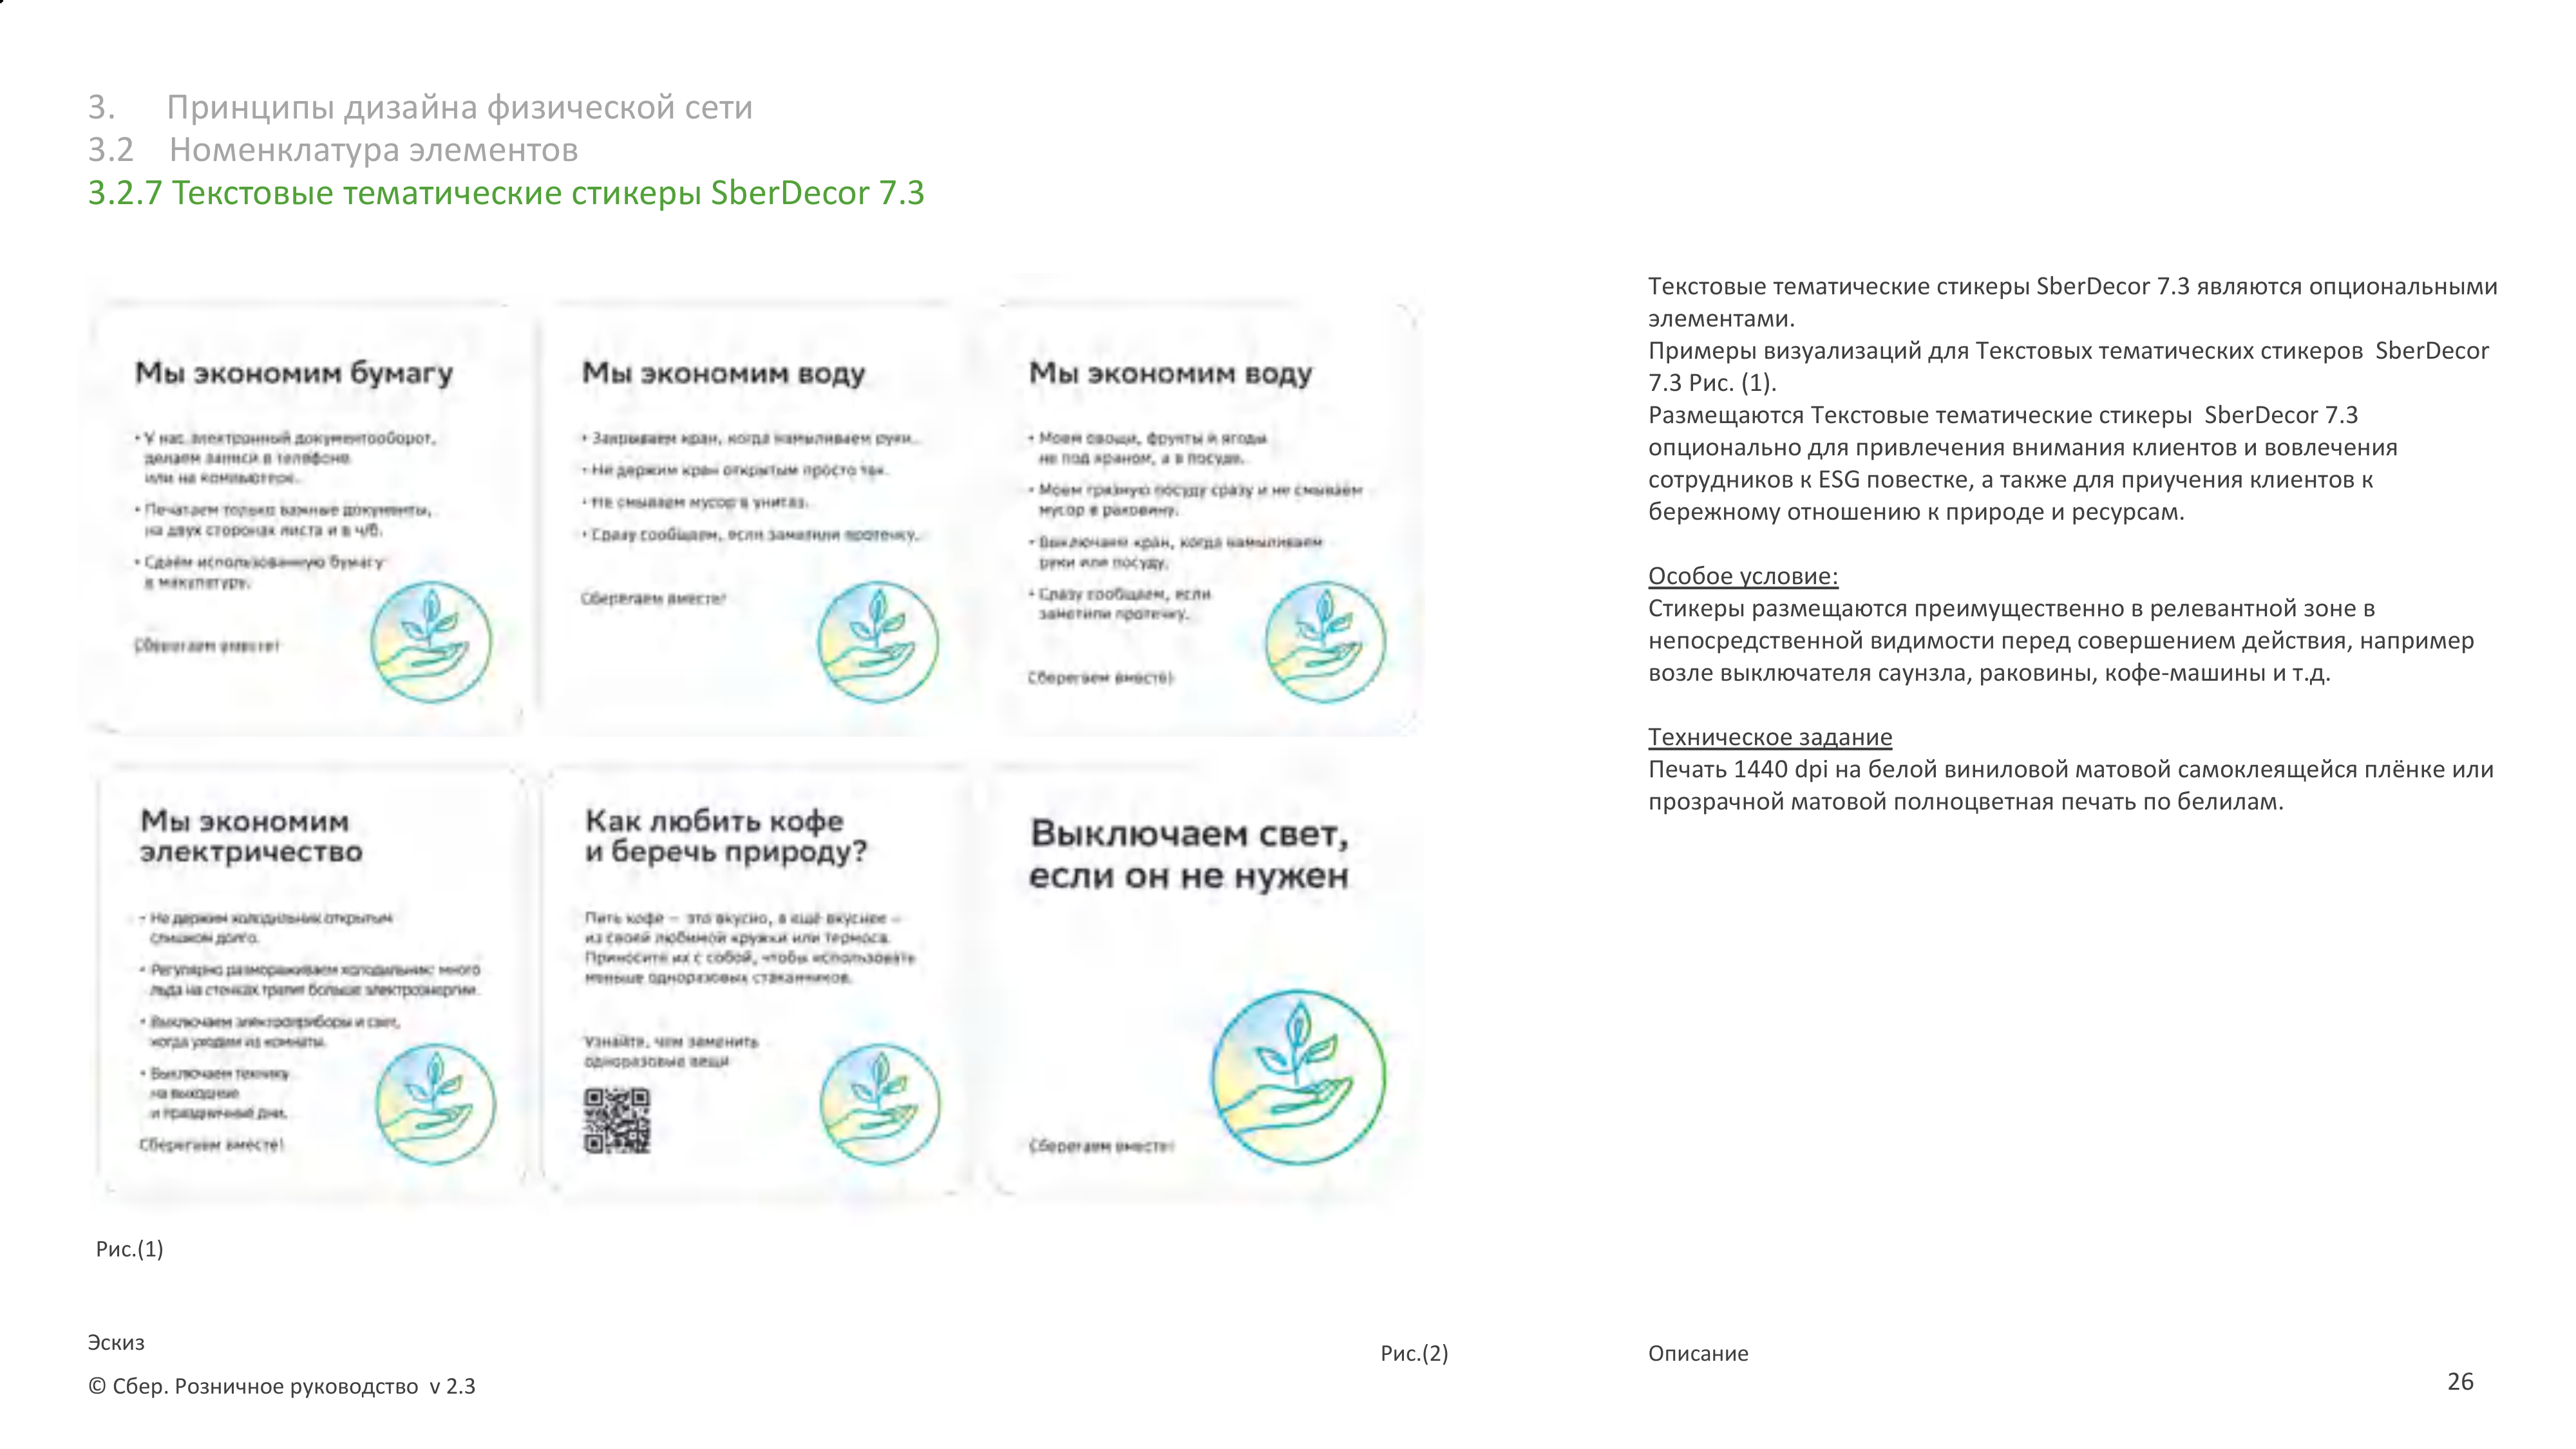 3. Принципы дизайна физической сети
3.2 Номенклатура элементов
3.2.7 Текстовые тематические стикеры SberDecor 7.3
Мы экономим бумагу
• У нас электронный документооборот,
делаем записи в телефоне
или на компьютере.
• Печатаем только важные документы,
на двух сторонах листа и в ч/б.
• Сдаём использованную бумагу
в макулатуру.
Сберегаем вместе!
Мы экономим воду
• Закрываем кран, когда намыливаем руки.
• Не держим кран открытым просто так.
• Не смываем мусор в унитаз.
• Сразу сообщаем, если заметили протечку.
Сберегаем вместе!
Мы экономим воду
• Моем овощи, фрукты и ягоды
не под краном, а в посуде.
• Моем грязную посуду сразу и не смываем
мусор в раковину.
• Выключаем кран, когда намыливаем
руки или посуду.
• Сразу сообщаем, если
заметили протечку.
Сберегаем вместе!
Мы экономим
электричество
• Не держим холодильник открытым
слишком долго.
• Регулярно размораживаем холодильник: много
льда на стенках тратит больше электроэнергии.
• Выключаем электроприборы и свет,
когда уходим из комнаты.
• Выключаем технику
на выходные
и праздничные дни.
Сберегаем вместе!
Как любить кофе
и беречь природу?
Пить кофе – это вкусно, а ещё вкуснее –
из своей любимой кружки или термоса.
Приносите их с собой, чтобы использовать
меньше одноразовых стаканчиков.
Узнайте, чем заменить
одноразовые вещи
Выключаем свет,
если он не нужен
Сберегаем вместе!
Рис.(1)
Эскиз
Рис.(2)
© Сбер. Розничное руководство v 2.3
Текстовые тематические стикеры SberDecor 7.3 являются опциональными
элементами.
Примеры визуализаций для Текстовых тематических стикеров SberDecor
7.3 Рис. (1).
Размещаются Текстовые тематические стикеры SberDecor 7.3
опционально для привлечения внимания клиентов и вовлечения
сотрудников к ESG повестке, а также для приучения клиентов к
бережному отношению к природе и ресурсам.
Особое условие:
Стикеры размещаются преимущественно в релевантной зоне в
непосредственной видимости перед совершением действия, например
возле выключателя саунзла, раковины, кофе-машины и т.д.
Техническое задание
Печать 1440 dpi на белой виниловой матовой самоклеящейся плёнке или
прозрачной матовой полноцветная печать по белилам.
Описание
26